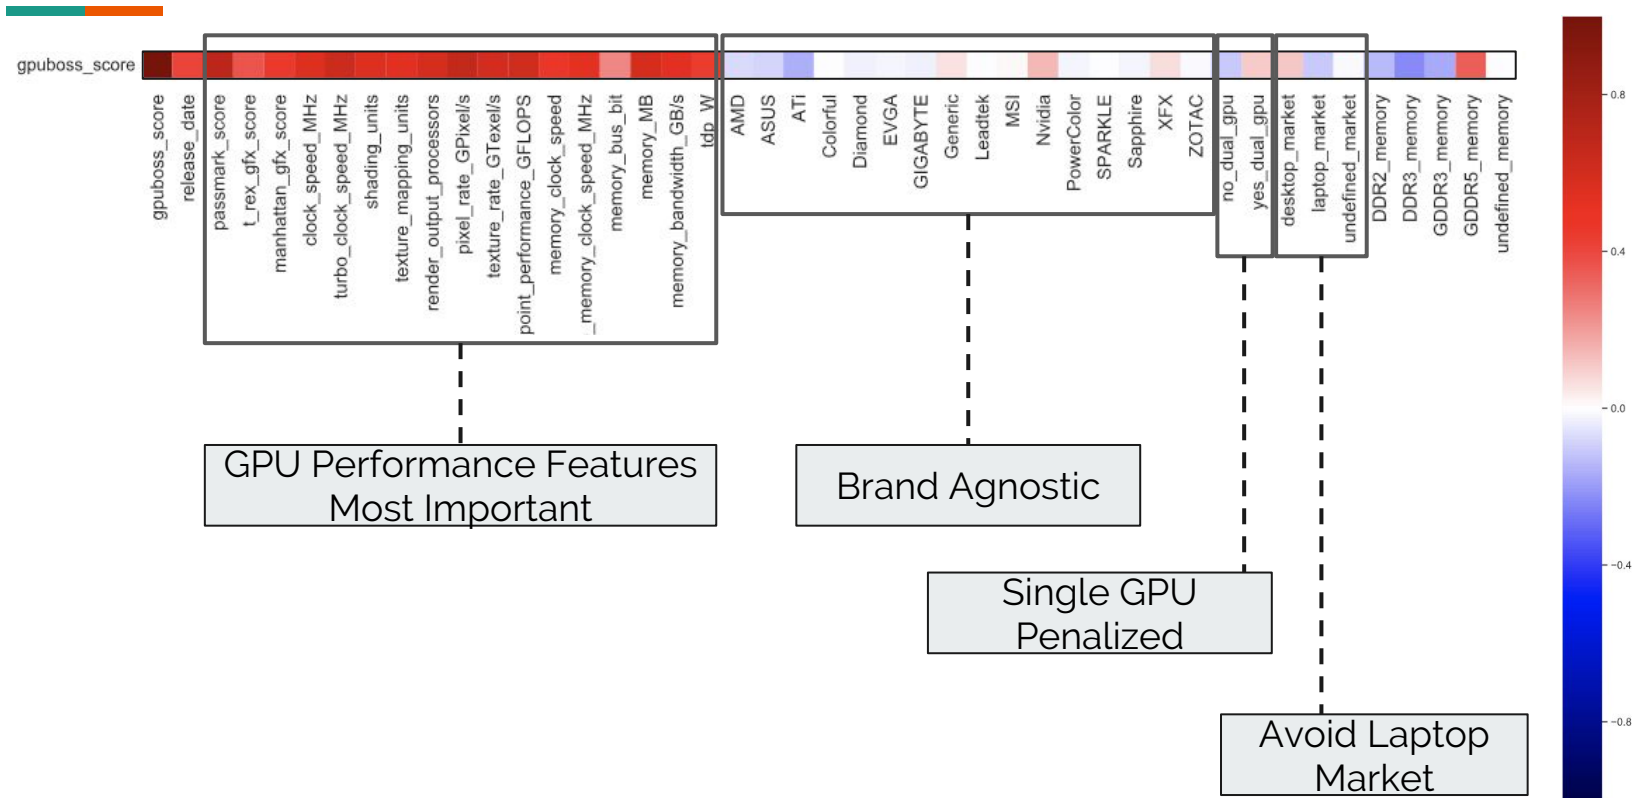 gpuboss_score
gpuboss_score
release_date
passmark_score
t_rex_gfx_score
manhattan_gfx_score
clock_speed_MHz
turbo_clock_speed_MHz
shading_units
texture_mapping_units
render_output_processors
pixel_rate_GPixel/s
texture_rate_GTexel/s
point_performance_GFLOPS
memory_clock_speed
_memory_clock_speed_MHz
memory_bus_bit
memory_MB
memory_bandwidth_GB/s
tdp_W
AMD
ASUS
ATi
Colorful
Diamond
EVGA
GIGABYTE
Generic
Leadtek
MSI
Nvidia
PowerColor
SPARKLE
Sapphire
XFX
ZOTAC
no_dual_gpu
yes_dual_gpu
desktop_market
laptop_market
undefined_market
DDR2_memory
DDR3_memory
GDDR3_memory
GDDR5_memory
undefined_memory
0.8
0.4
0.0
−0.4
−0.8
GPU Performance Features
Most Important
Brand Agnostic
Single GPU
Penalized
Avoid Laptop
Market